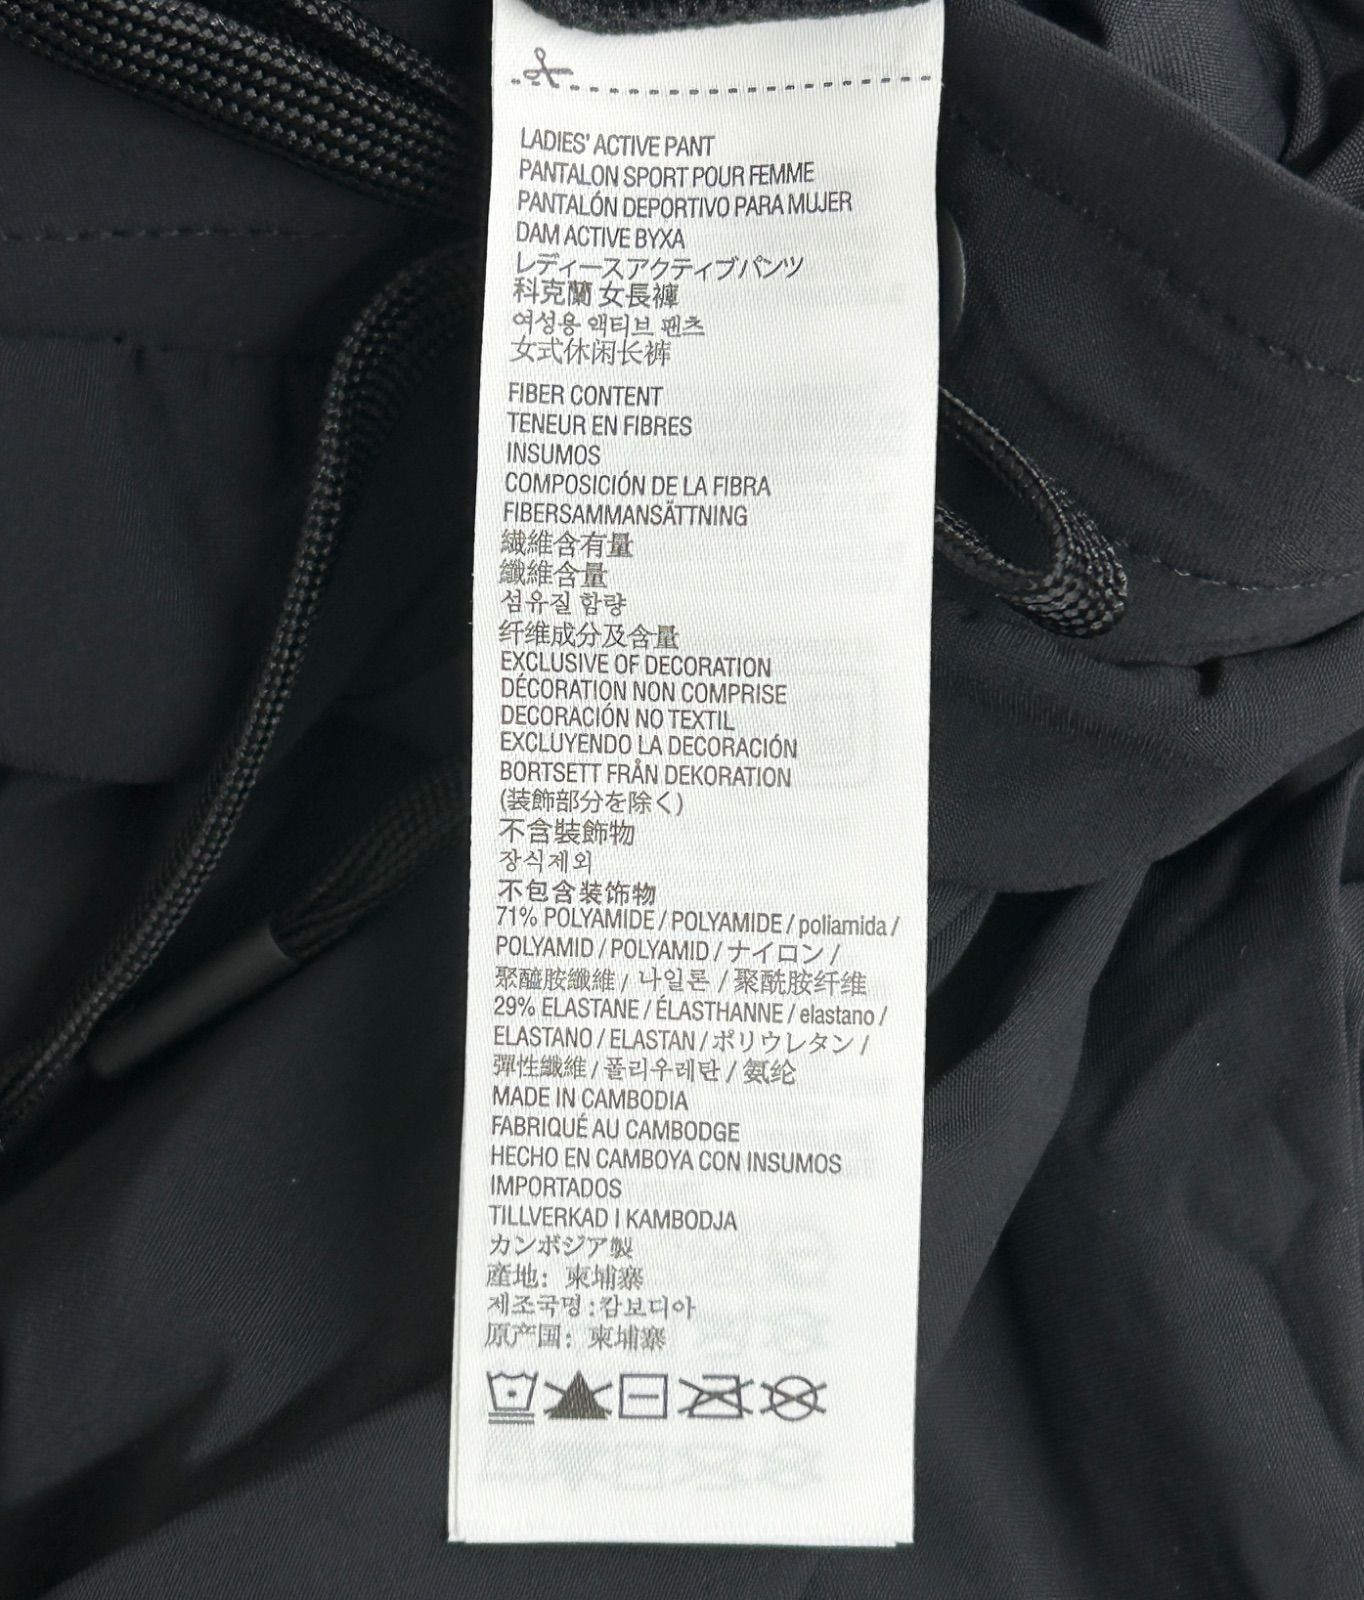 LADIES' ACTIVE PANT
PANTALON SPORT POUR FEMME
PANTALÓN DEPORTIVO PARA MUJER
DAM ACTIVE BYXA
レディースアクティブパンツ
科克蘭 女長褲
여성용 액티브 팬츠
女式休闲长裤
FIBER CONTENT
TENEUR EN FIBRES
INSUMOS
COMPOSICIÓN DE LA FIBRA
FIBERSAMMANSÄTTNING
繊維含有量
纖維含量
섬유질 함량
纤维成分及含量
EXCLUSIVE OF DECORATION
DÉCORATION NON COMPRISE
DECORACIÓN NO TEXTIL
EXCLUYENDO LA DECORACIÓN
BORTSETT FRÅN DEKORATION
(装飾部分を除く)
不含裝飾物
장식제외
不包含装饰物
71% POLYAMIDE / POLYAMIDE / poliamida /
POLYAMID / POLYAMID / ナイロン /
聚醯胺纖維 / 나일론 / 聚酰胺纤维
29% ELASTANE / ÉLASTHANNE / elastano /
ELASTANO / ELASTAN / ポリウレタン /
彈性纖維 / 폴리우레탄 / 氨纶
MADE IN CAMBODIA
FABRIQUÉ AU CAMBODGE
HECHO EN CAMBOYA CON INSUMOS
IMPORTADOS
TILLVERKAD I KAMBODJA
カンボジア製
産地: 柬埔寨
제조국명:캄보디아
原产国: 柬埔寨